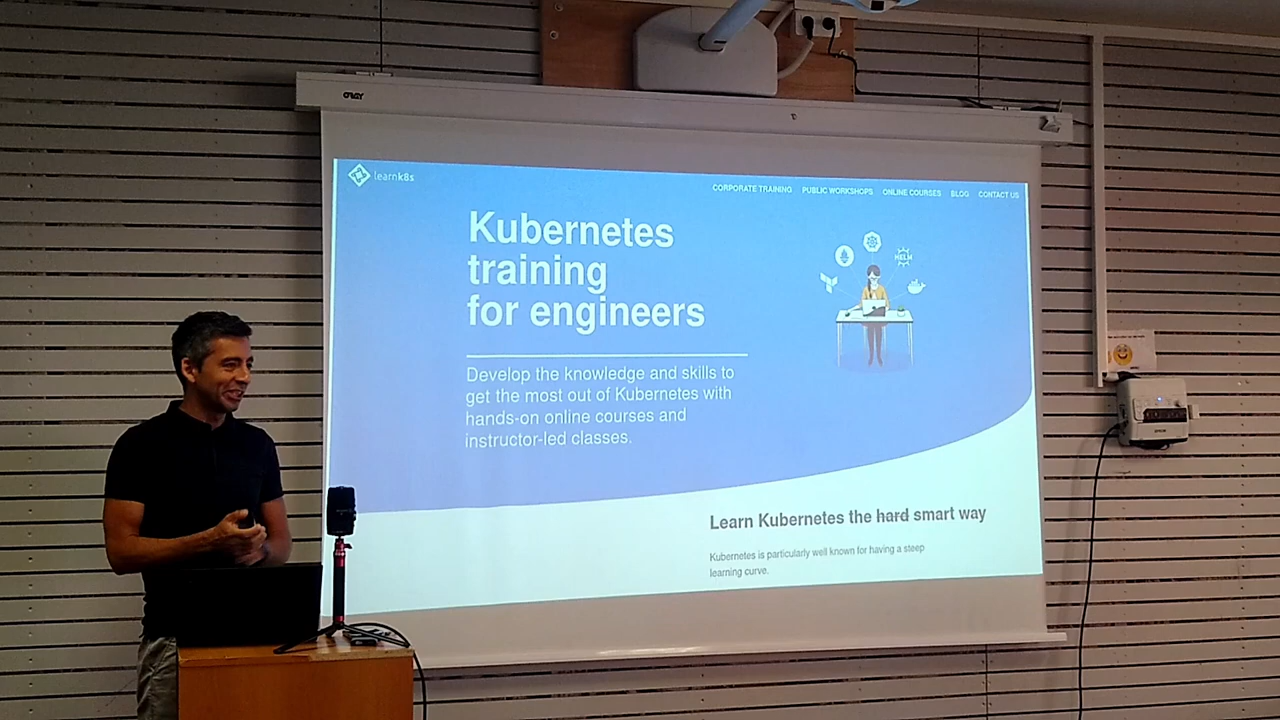 learnk8s
CORPORATE TRAINING PUBLIC WORKSHOPS ONLINE COURSES BLOG CONTACT US
Kubernetes
training
for engineers
HELM
Develop the knowledge and skills to
get the most out of Kubernetes with
hands-on online courses and
instructor-led classes.
Learn Kubernetes the hard smart way
Kubernetes is particularly well known for having a steep
learning curve.
EPSON